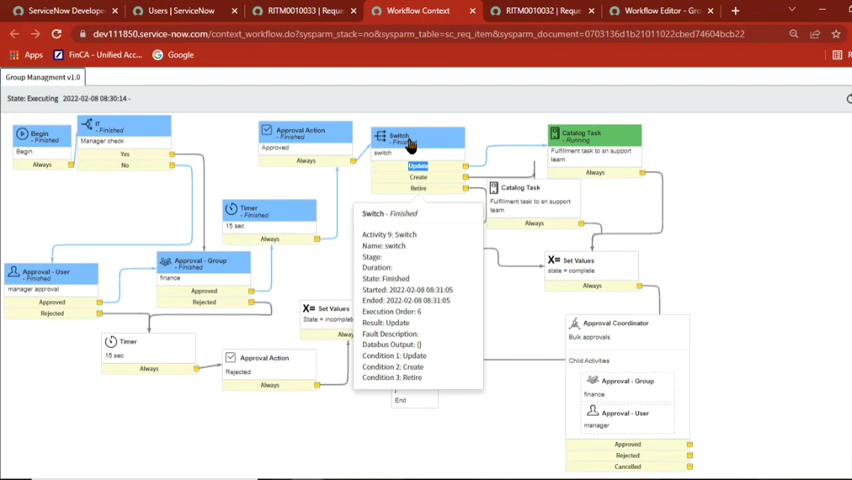 ServiceNow Develope
Users | ServiceNow
RITM0010033 | Reque
Workflow Context
RITM0010032 | Reque
Workflow Editor - Gro
dev111850.service-now.com/context_workflow.do?sysparm_stack=no&sysparm_table=sc_req_item&sysparm_document=0703136d1b01011022cbed74604bcb22
Apps
FinCA - Unified Acc...
Google
Group Managment v1.0
State: Executing 2022-02-08 08:30:14 -
Begin
- Finished
Begin
Always
If
- Finished
Manager check
Yes
No
Approval Action
- Finished
Approved
Always
Switch
- Finished
switch
Update
Create
Retire
Catalog Task
- Running
Fulfillment task to sn support
team
Always
Catalog Task
Fulfillment task to sn support
team
Always
Timer
- Finished
15 sec
Always
Approval - User
- Finished
manager approval
Approved
Rejected
Approval - Group
- Finished
finance
Approved
Rejected
Switch - Finished
Activity 9: Switch
Name: switch
Stage:
Duration:
State: Finished
Started: 2022-02-08 08:31:05
Ended: 2022-02-08 08:31:05
Execution Order: 6
Result: Update
Fault Description:
Databus Output: {}
Condition 1: Update
Condition 2: Create
Condition 3: Retire
Set Values
state = complete
Always
X= Set Values
State = incomplete
Alway
Timer
15 sec
Always
Approval Action
Rejected
Always
End
Approval Coordinator
Bulk approvals
Child Activities
Approval - Group
finance
Approval - User
manager
Approved
Rejected
Cancelled